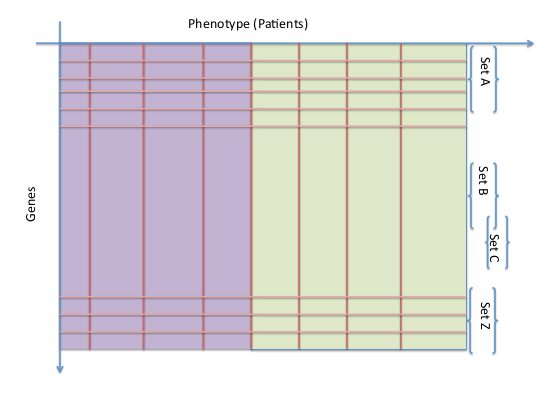 Phenotype (Patients)
Genes
Set A
Set B
Set C
Set Z